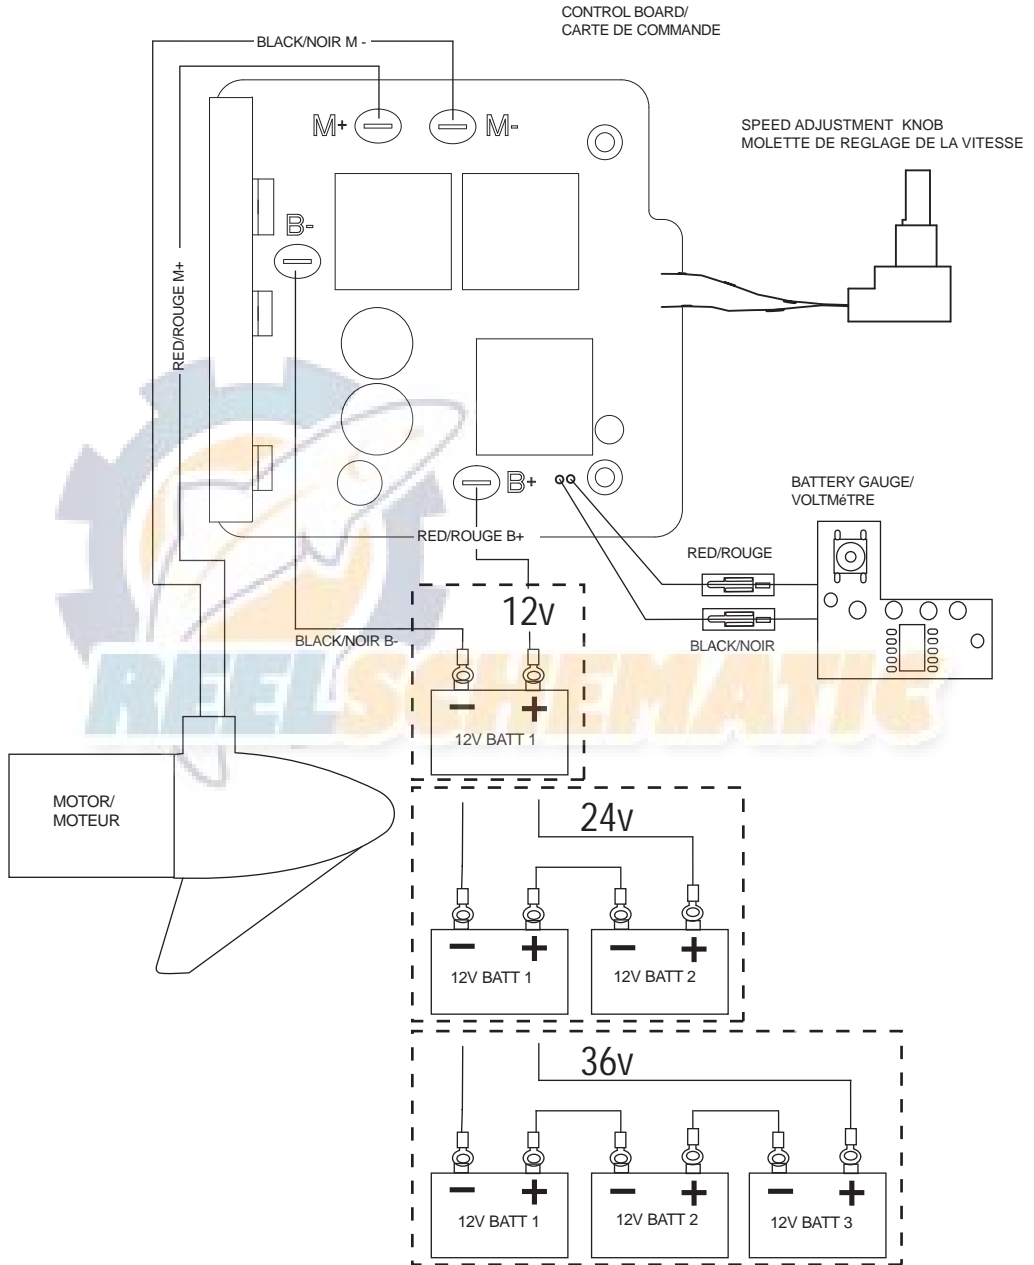 CONTROL BOARD/
CARTE DE COMMANDE
BLACK/NOIR M -
M+
M-
SPEED ADJUSTMENT KNOB
MOLETTE DE REGLAGE DE LA VITESSE
B-
RED/ROUGE M+
B+
BATTERY GAUGE/
VOLTMéTRE
RED/ROUGE B+
RED/ROUGE
12v
BLACK/NOIR B-
BLACK/NOIR
REELSCHEMATIC
- +
12V BATT 1
MOTOR/
MOTEUR
24v
- + - +
12V BATT 1
12V BATT 2
36v
- + - + - +
12V BATT 1
12V BATT 2
12V BATT 3